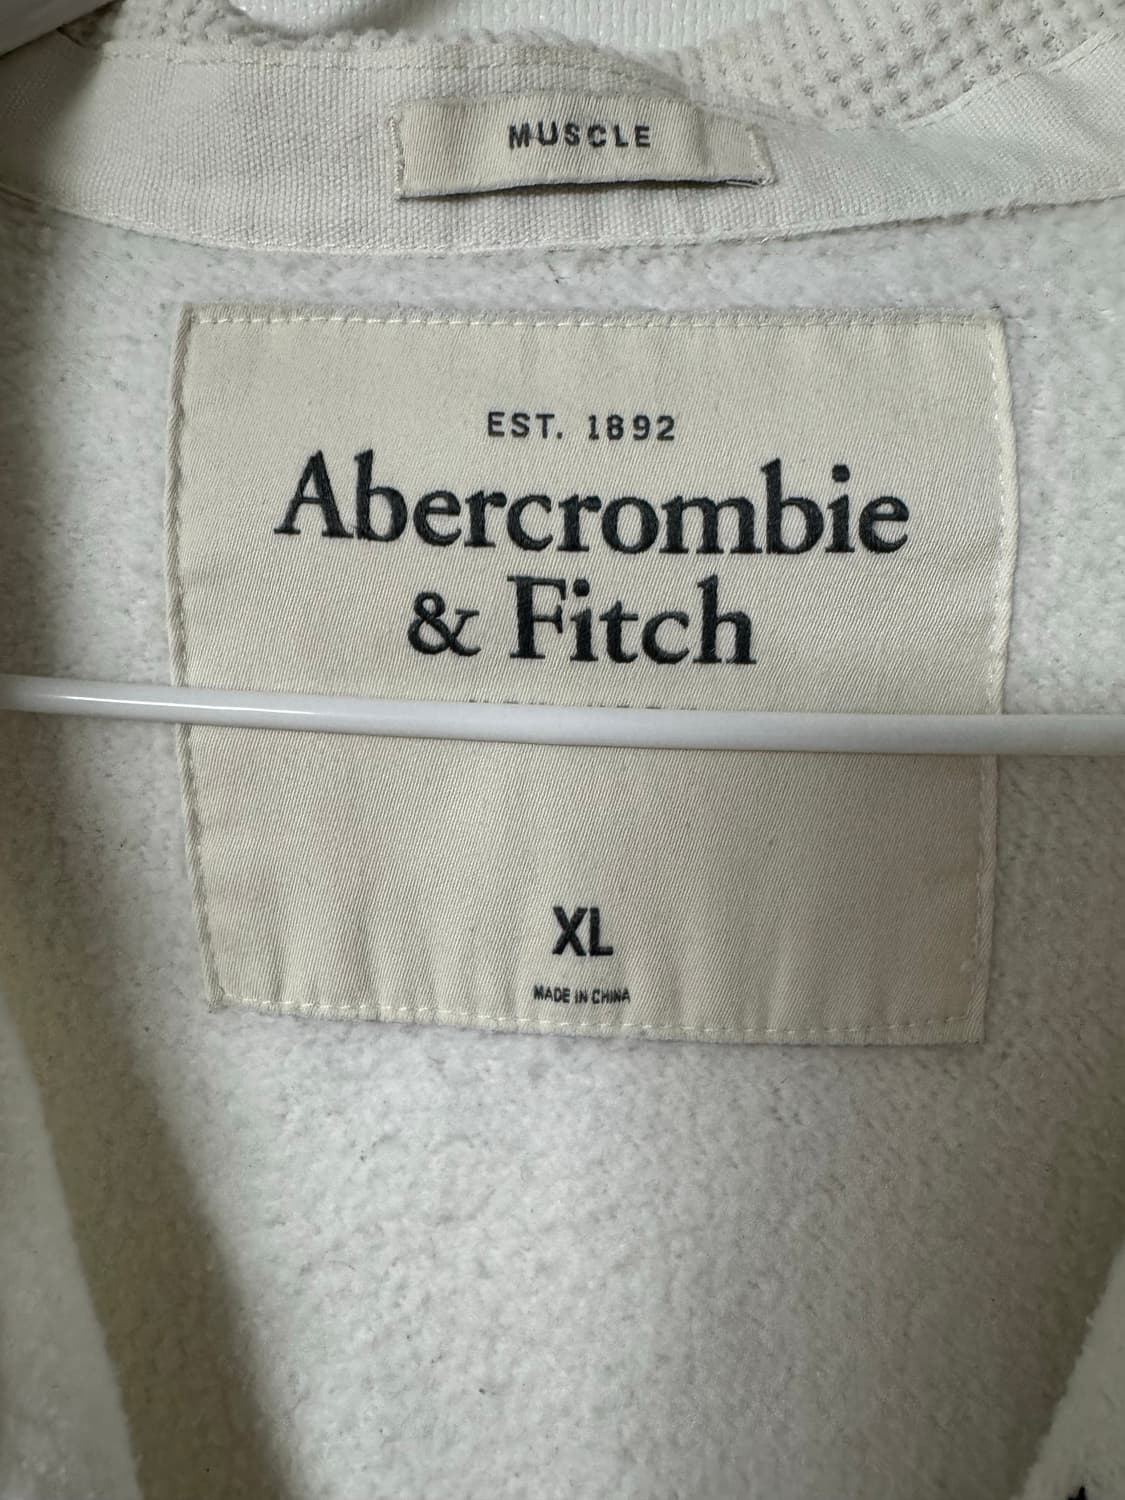 MUSCLE
EST. 1892
Abercrombie
& Fitch
XL
MADE IN CHINA